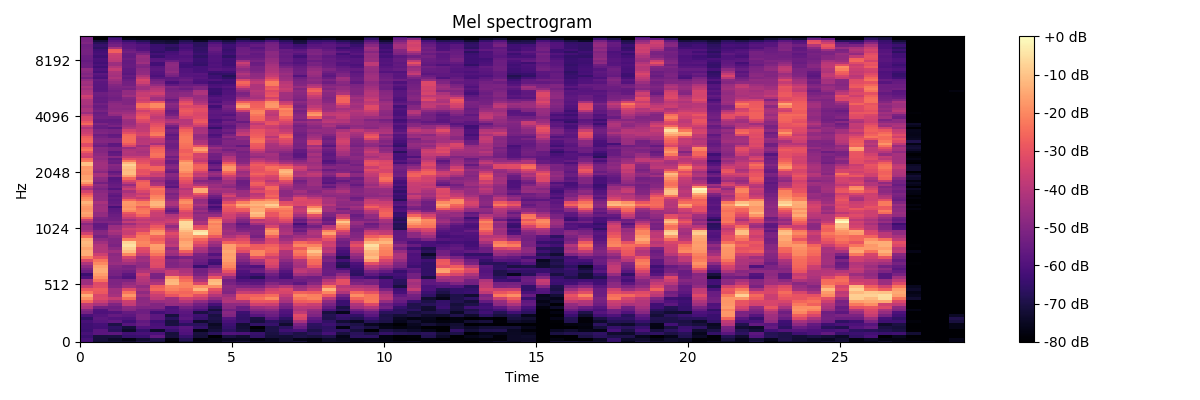 Mel spectrogram
Hz
8192
4096
2048
1024
512
0
0 5 10 15 20 25
Time
+0 dB
-10 dB
-20 dB
-30 dB
-40 dB
-50 dB
-60 dB
-70 dB
-80 dB